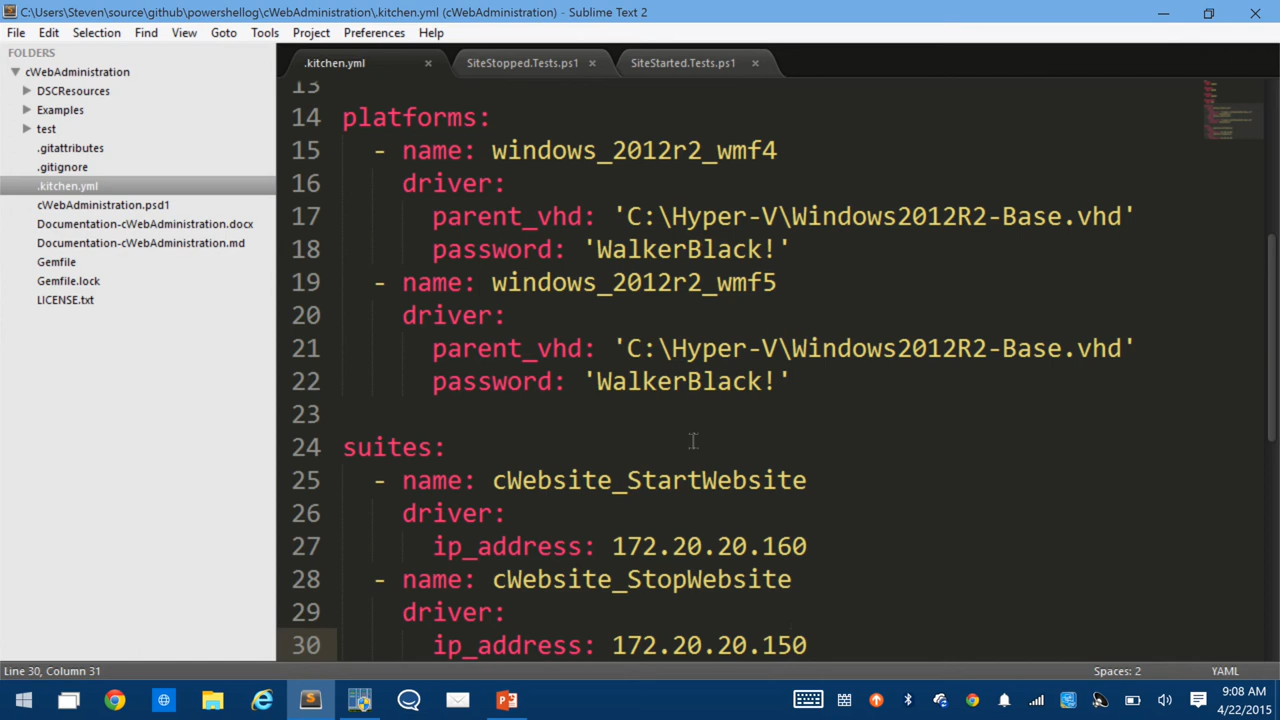 C:\Users\Steven\source\github\powershellog\cWebAdministration\.kitchen.yml (cWebAdministration) - Sublime Text 2
File Edit Selection Find View Goto Tools Project Preferences Help
FOLDERS
cWebAdministration
DSCResources
Examples
test
.gitattributes
.gitignore
.kitchen.yml
cWebAdministration.psd1
Documentation-cWebAdministration.docx
Documentation-cWebAdministration.md
Gemfile
Gemfile.lock
LICENSE.txt
.kitchen.yml × SiteStopped.Tests.ps1 × SiteStarted.Tests.ps1 ×
13
14 platforms:
15 - name: windows_2012r2_wmf4
16 driver:
17 parent_vhd: 'C:\Hyper-V\Windows2012R2-Base.vhd'
18 password: 'WalkerBlack!'
19 - name: windows_2012r2_wmf5
20 driver:
21 parent_vhd: 'C:\Hyper-V\Windows2012R2-Base.vhd'
22 password: 'WalkerBlack!'
23
24 suites:
25 - name: cWebsite_StartWebsite
26 driver:
27 ip_address: 172.20.20.160
28 - name: cWebsite_StopWebsite
29 driver:
30 ip_address: 172.20.20.150
Line 30, Column 31 Spaces: 2 YAML
9:08 AM
4/22/2015